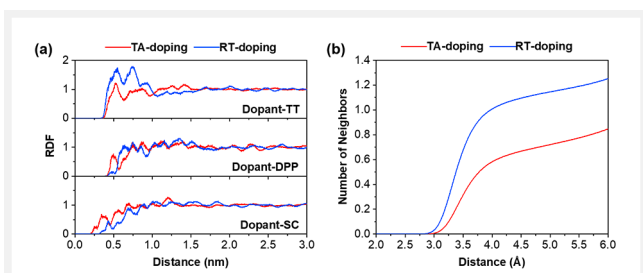 (a)
TA-doping
RT-doping
RDF
2
1
0
Dopant-TT
1
Dopant-DPP
1
Dopant-SC
0.0 0.5 1.0 1.5 2.0 2.5 3.0
Distance (nm)
(b)
TA-doping
RT-doping
Number of Neighbors
1.4
1.2
1.0
0.8
0.6
0.4
0.2
0.0
2.0 2.5 3.0 3.5 4.0 4.5 5.0 5.5 6.0
Distance (Å)